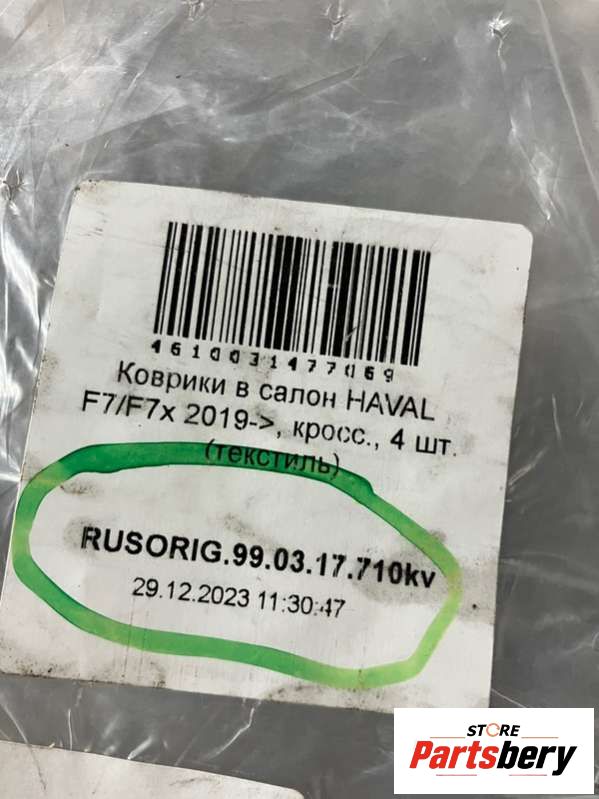 4610031477069
Коврики в салон HAVAL
F7/F7x 2019->, кросс., 4 шт.
(текстиль)
RUSORIG.99.03.17.710kv
29.12.2023 11:30:47
STORE
Partsbery